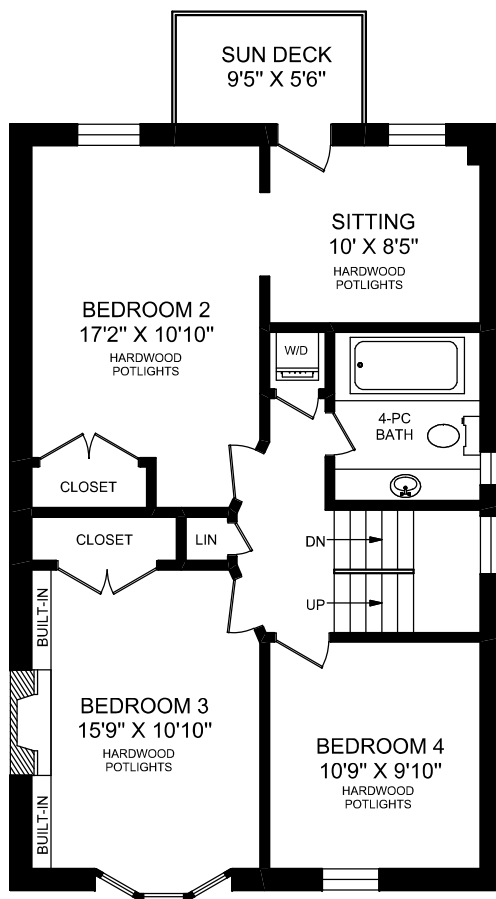 SUN DECK
9'5" X 5'6"
SITTING
10' X 8'5"
HARDWOOD
POTLIGHTS
BEDROOM 2
17'2" X 10'10"
HARDWOOD
POTLIGHTS
W/D
4-PC
BATH
CLOSET
CLOSET
LIN
DN
UP
BUILT-IN
BEDROOM 3
15'9" X 10'10"
HARDWOOD
POTLIGHTS
BEDROOM 4
10'9" X 9'10"
HARDWOOD
POTLIGHTS
BUILT-IN